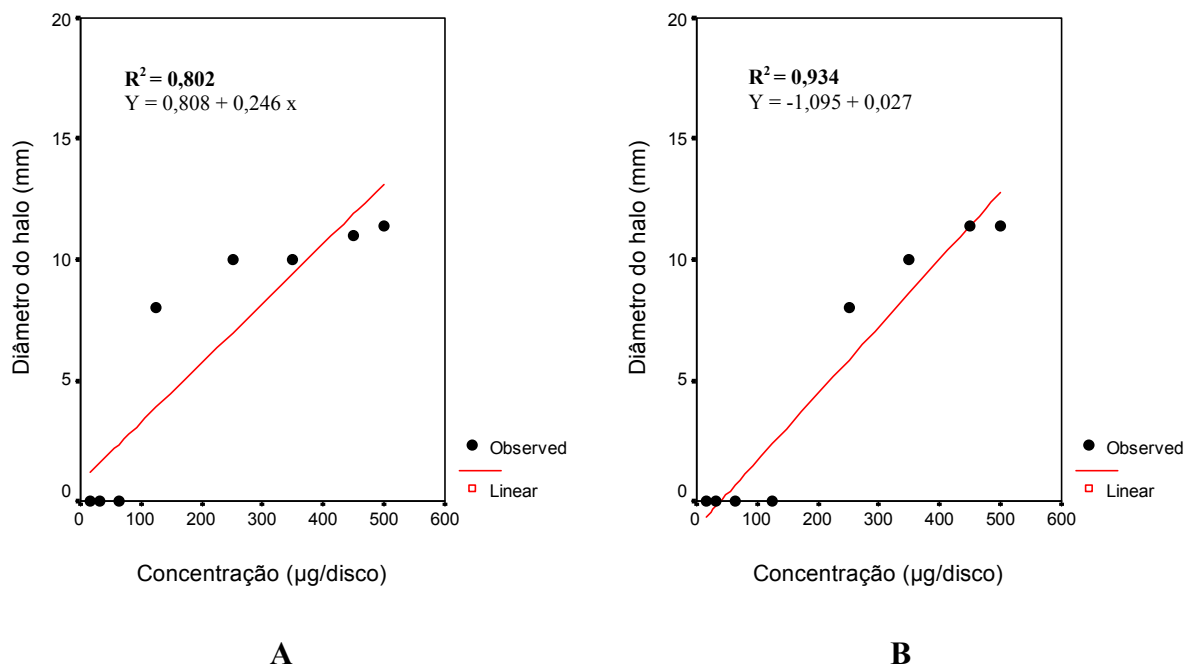 20
15
10
5
0
0 100 200 300 400 500 600
Diâmetro do halo (mm)
Concentração (µg/disco)
R² = 0,802
Y = 0,808 + 0,246 x
Observed
Linear
A
20
15
10
5
0
0 100 200 300 400 500 600
Diâmetro do halo (mm)
Concentração (µg/disco)
R² = 0,934
Y = -1,095 + 0,027
Observed
Linear
B